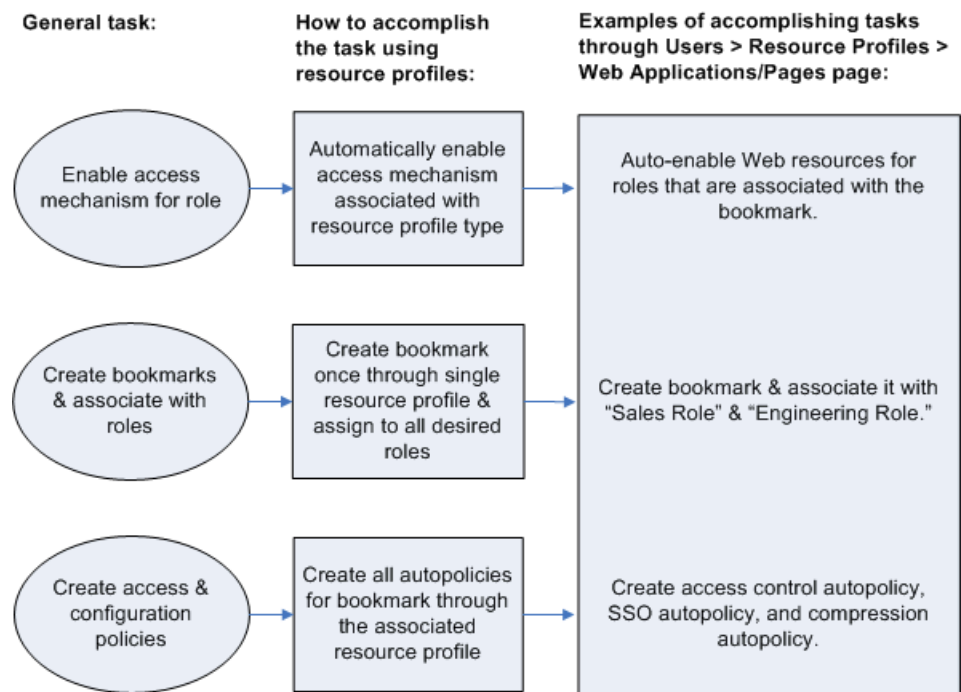 General task:
How to accomplish
the task using
resource profiles:
Examples of accomplishing tasks
through Users > Resource Profiles >
Web Applications/Pages page:
Enable access
mechanism for role
Automatically enable
access mechanism
associated with
resource profile type
Auto-enable Web resources for
roles that are associated with the
bookmark.
Create bookmarks
& associate with
roles
Create bookmark
once through single
resource profile &
assign to all desired
roles
Create bookmark & associate it with
“Sales Role” & “Engineering Role.”
Create access &
configuration
policies
Create all autopolicies
for bookmark through
the associated
resource profile
Create access control autopolicy,
SSO autopolicy, and compression
autopolicy.